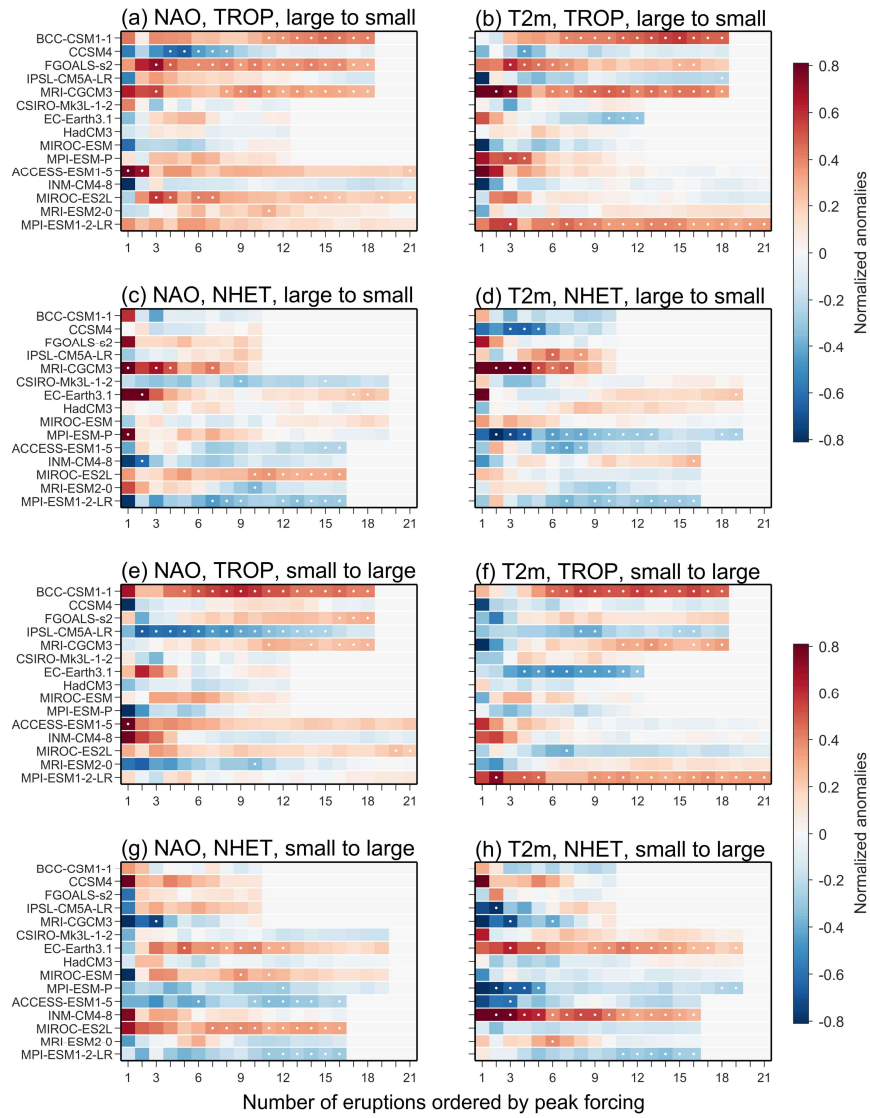 (a) NAO, TROP, large to small
(b) T2m, TROP, large to small
BCC-CSM1-1
CCSM4
FGOALS-s2
IPSL-CM5A-LR
MRI-CGCM3
CSIRO-Mk3L-1-2
EC-Earth3.1
HadCM3
MIROC-ESM
MPI-ESM-P
ACCESS-ESM1-5
INM-CM4-8
MIROC-ES2L
MRI-ESM2-0
MPI-ESM1-2-LR
1 3 6 9 12 15 18 21
1 3 6 9 12 15 18 21
(c) NAO, NHET, large to small
(d) T2m, NHET, large to small
BCC-CSM1-1
CCSM4
FGOALS-s2
IPSL-CM5A-LR
MRI-CGCM3
CSIRO-Mk3L-1-2
EC-Earth3.1
HadCM3
MIROC-ESM
MPI-ESM-P
ACCESS-ESM1-5
INM-CM4-8
MIROC-ES2L
MRI-ESM2-0
MPI-ESM1-2-LR
1 3 6 9 12 15 18 21
1 3 6 9 12 15 18 21
0.8
0.6
0.4
0.2
0
-0.2
-0.4
-0.6
-0.8
Normalized anomalies
(e) NAO, TROP, small to large
(f) T2m, TROP, small to large
BCC-CSM1-1
CCSM4
FGOALS-s2
IPSL-CM5A-LR
MRI-CGCM3
CSIRO-Mk3L-1-2
EC-Earth3.1
HadCM3
MIROC-ESM
MPI-ESM-P
ACCESS-ESM1-5
INM-CM4-8
MIROC-ES2L
MRI-ESM2-0
MPI-ESM1-2-LR
1 3 6 9 12 15 18 21
1 3 6 9 12 15 18 21
(g) NAO, NHET, small to large
(h) T2m, NHET, small to large
BCC-CSM1-1
CCSM4
FGOALS-s2
IPSL-CM5A-LR
MRI-CGCM3
CSIRO-Mk3L-1-2
EC-Earth3.1
HadCM3
MIROC-ESM
MPI-ESM-P
ACCESS-ESM1-5
INM-CM4-8
MIROC-ES2L
MRI ESM2 0
MPI-ESM1-2-LR
1 3 6 9 12 15 18 21
1 3 6 9 12 15 18 21
0.8
0.6
0.4
0.2
0
-0.2
-0.4
-0.6
-0.8
Normalized anomalies
Number of eruptions ordered by peak forcing